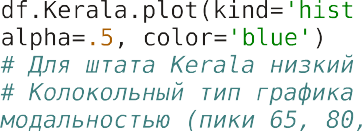 df.Kerala.plot(kind='hist
alpha=.5, color='blue')
# Для штата Kerala низкий
# Колокольный тип графика
модальностью (пики 65, 80,